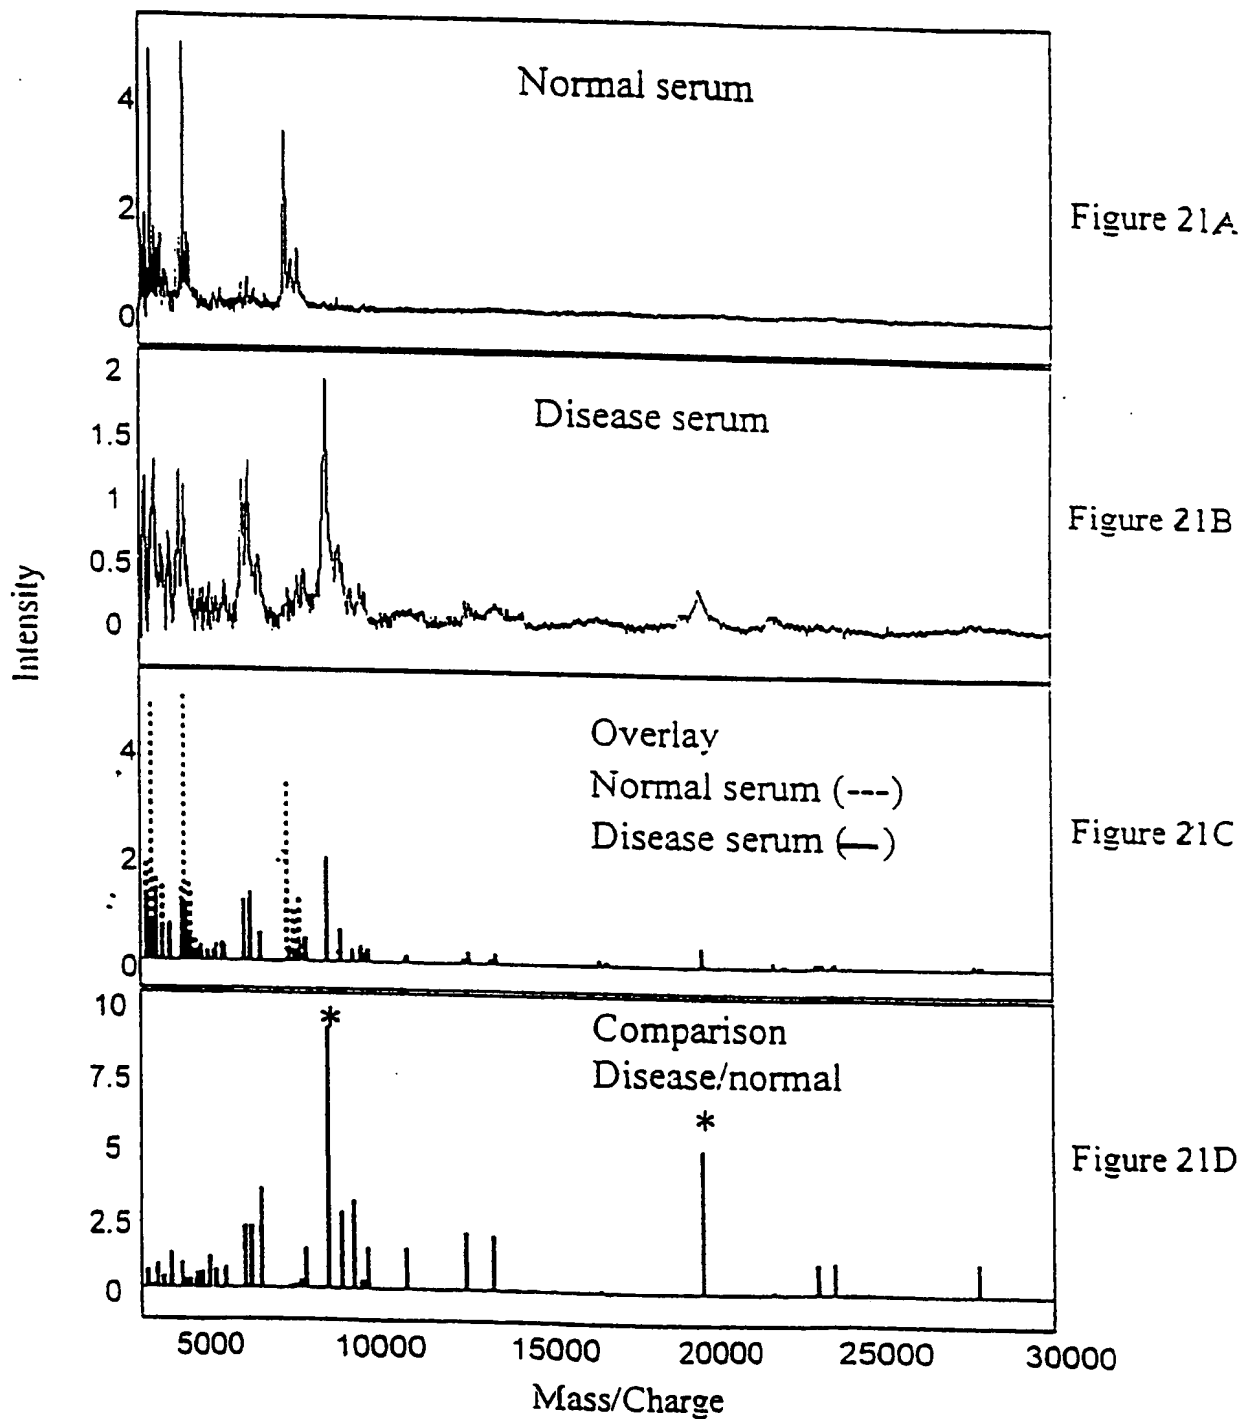 Normal serum
4
2
0
Figure 21A
Disease serum
2
1.5
1
0.5
0
Figure 21B
Intensity
Overlay
Normal serum (---)
Disease serum (—)
4
2
0
Figure 21C
Comparison
Disease/normal
*
*
10
7.5
5
2.5
0
Figure 21D
5000 10000 15000 20000 25000 30000
Mass/Charge